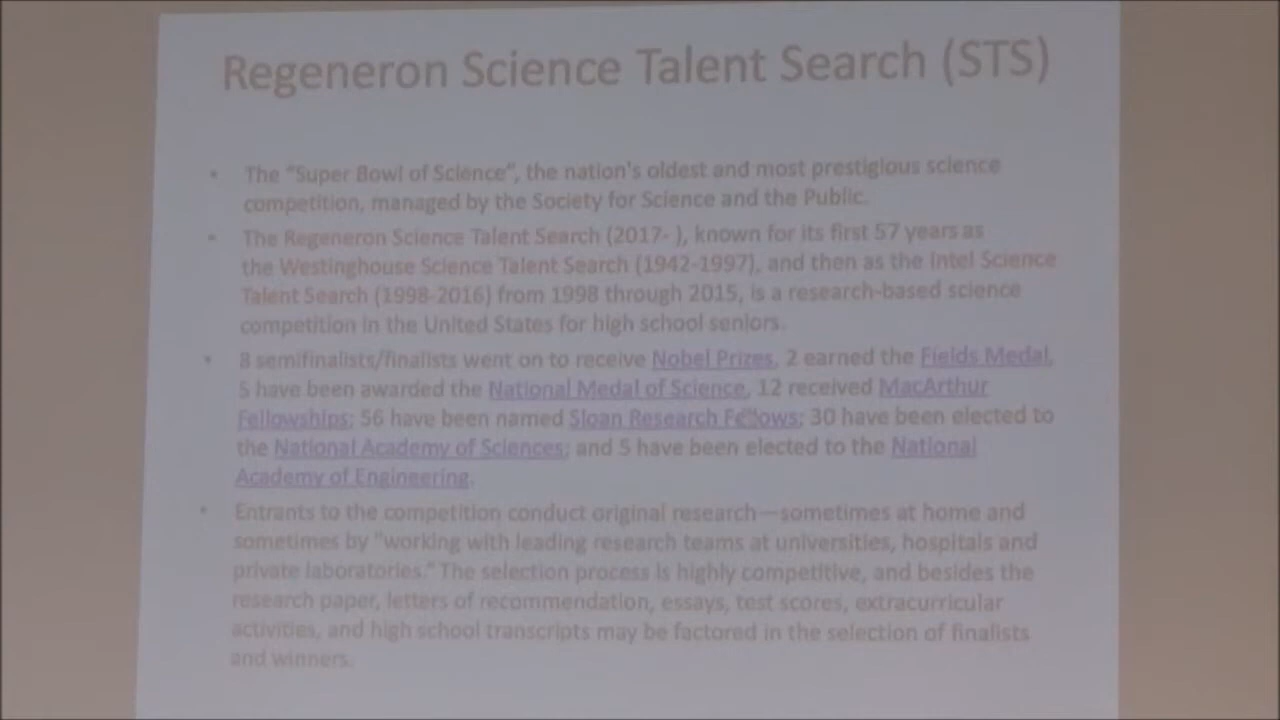 Regeneron Science Talent Search (STS)
• The "Super Bowl of Science", the nation's oldest and most prestigious science
competition, managed by the Society for Science and the Public.
• The Regeneron Science Talent Search (2017- ), known for its first 57 years as
the Westinghouse Science Talent Search (1942-1997), and then as the Intel Science
Talent Search (1998-2016) from 1998 through 2015, is a research-based science
competition in the United States for high school seniors.
• 8 semifinalists/finalists went on to receive Nobel Prizes, 2 earned the Fields Medal,
5 have been awarded the National Medal of Science, 12 received MacArthur
Fellowships; 56 have been named Sloan Research Fellows; 30 have been elected to
the National Academy of Sciences; and 5 have been elected to the National
Academy of Engineering.
• Entrants to the competition conduct original research—sometimes at home and
sometimes by "working with leading research teams at universities, hospitals and
private laboratories." The selection process is highly competitive, and besides the
research paper, letters of recommendation, essays, test scores, extracurricular
activities, and high school transcripts may be factored in the selection of finalists
and winners.